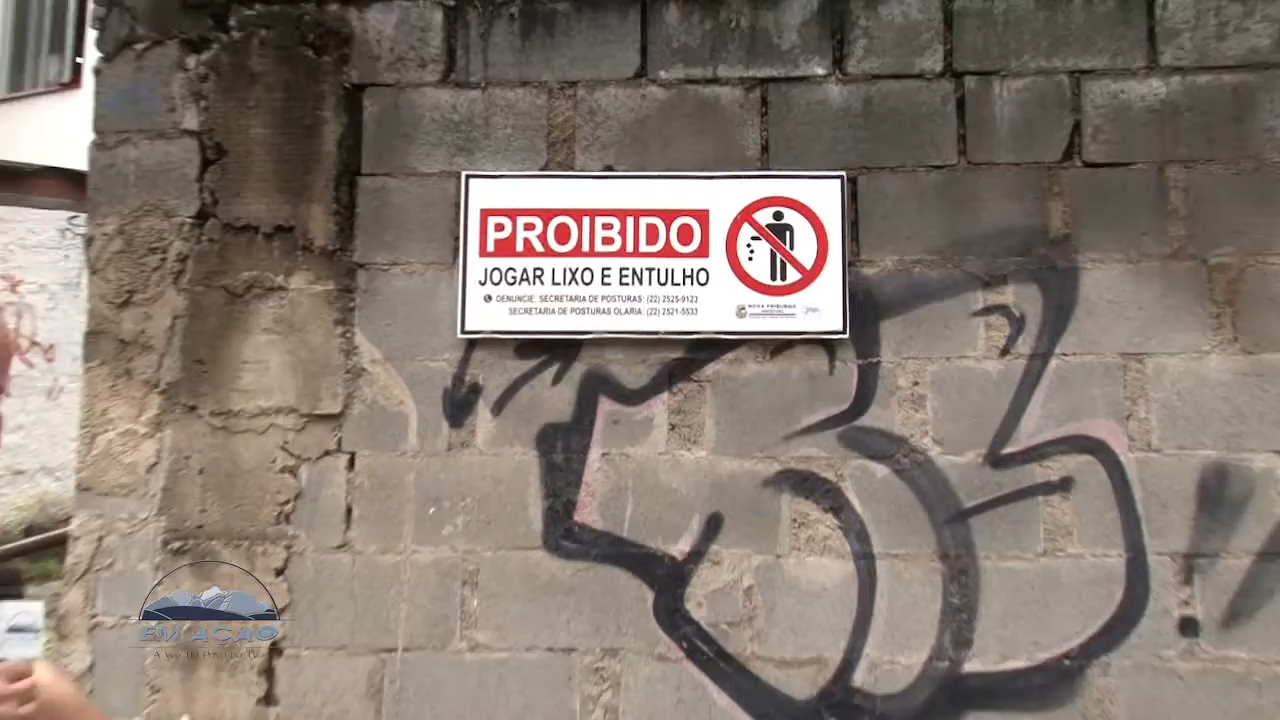 PROIBIDO
JOGAR LIXO E ENTULHO
DENUNCIE: SECRETARIA DE POSTURAS: (22) 2525-9123
SECRETARIA DE POSTURAS OLARIA: (22) 2521-5533
NOVA FRIBURGO
EM AÇÃO